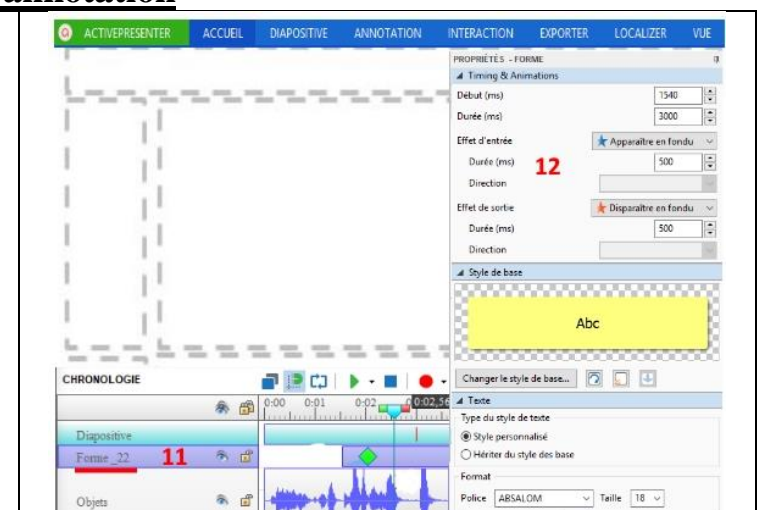 annotation
ACTIVEPRESENTER ACCUEIL DIAPOSITIVE ANNOTATION INTERACTION EXPORTER LOCALIZER VUE
PROPRIÉTÉS - FORME
Timing & Animations
Début (ms) 1540
Durée (ms) 3000
Effet d'entrée Apparaître en fondu
Durée (ms) 500
12
Direction
Effet de sortie Disparaître en fondu
Durée (ms) 500
Direction
Style de base
Abc
Changer le style de base...
Texte
Type du style de texte
Style personnalisé
Hériter du style des base
Format
Police ABSALOM Taille 18
CHRONOLOGIE
0:00 0:01 0:02 0:02,56
Diapositive
Forme_22 11
Objets